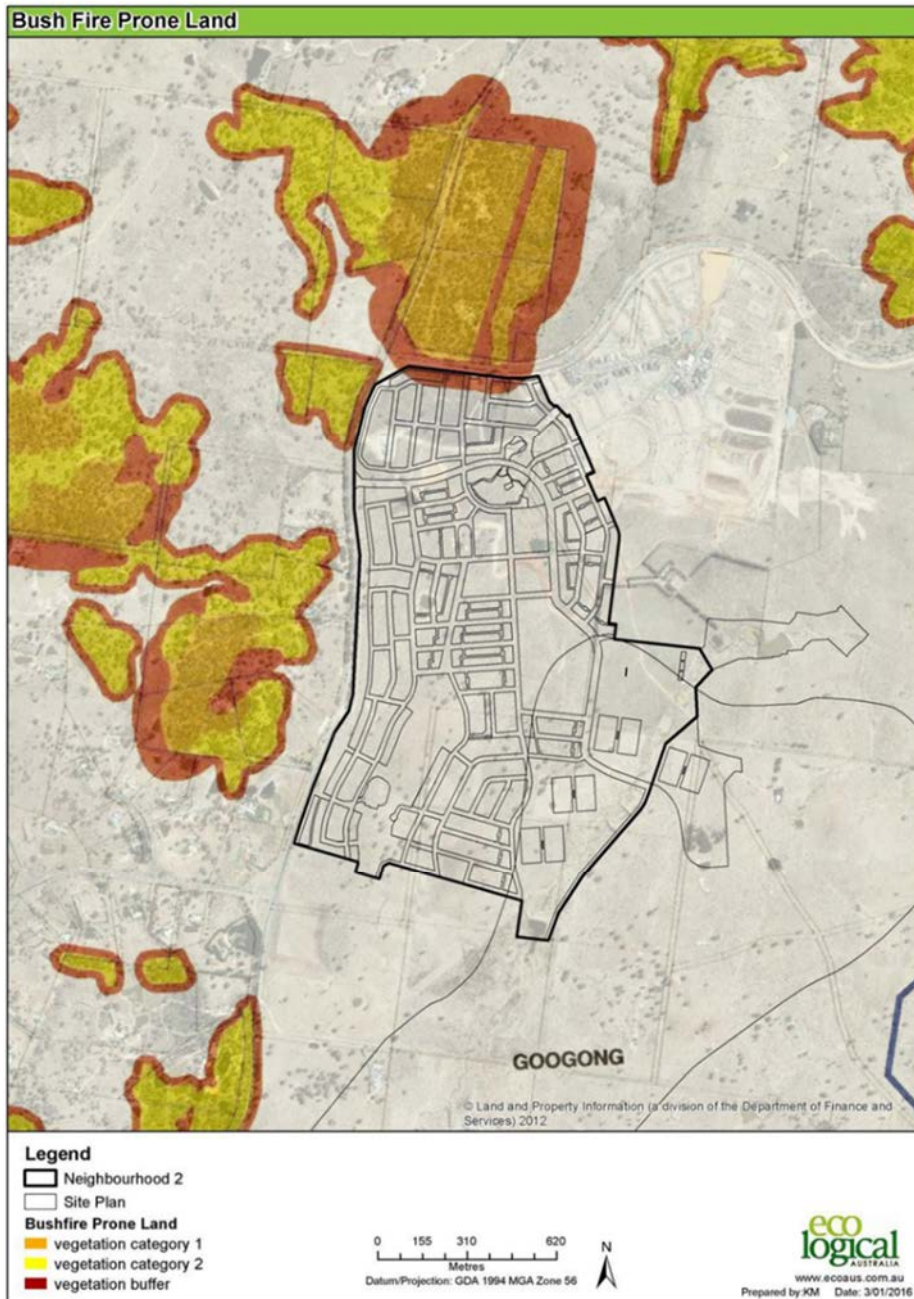 Bush Fire Prone Land
GOOGONG
© Land and Property Information (a division of the Department of Finance and
Services) 2012
Legend
Neighbourhood 2
Site Plan
Bushfire Prone Land
vegetation category 1
vegetation category 2
vegetation buffer
0 155 310 620
Metres
Datum/Projection: GDA 1994 MGA Zone 56
N
eco
logical
AUSTRALIA
www.ecoaus.com.au
Prepared by:KM Date: 3/01/2016